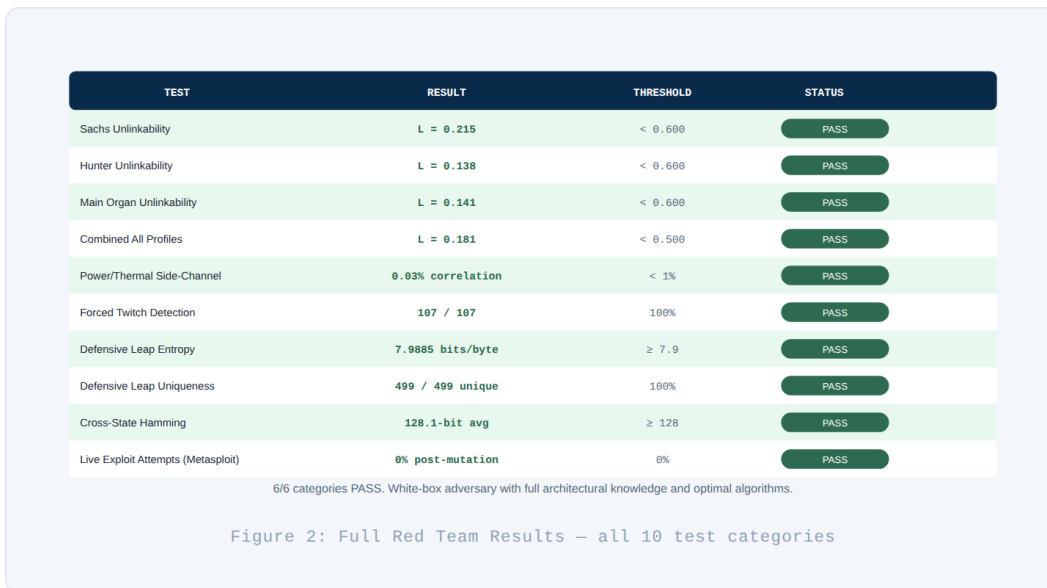 TEST RESULT THRESHOLD STATUS
Sachs Unlinkability L = 0.215 < 0.600 PASS
Hunter Unlinkability L = 0.138 < 0.600 PASS
Main Organ Unlinkability L = 0.141 < 0.600 PASS
Combined All Profiles L = 0.181 < 0.500 PASS
Power/Thermal Side-Channel 0.03% correlation < 1% PASS
Forced Twitch Detection 107 / 107 100% PASS
Defensive Leap Entropy 7.9885 bits/byte ≥ 7.9 PASS
Defensive Leap Uniqueness 499 / 499 unique 100% PASS
Cross-State Hamming 128.1-bit avg ≥ 128 PASS
Live Exploit Attempts (Metasploit) 0% post-mutation 0% PASS
6/6 categories PASS. White-box adversary with full architectural knowledge and optimal algorithms.
Figure 2: Full Red Team Results — all 10 test categories